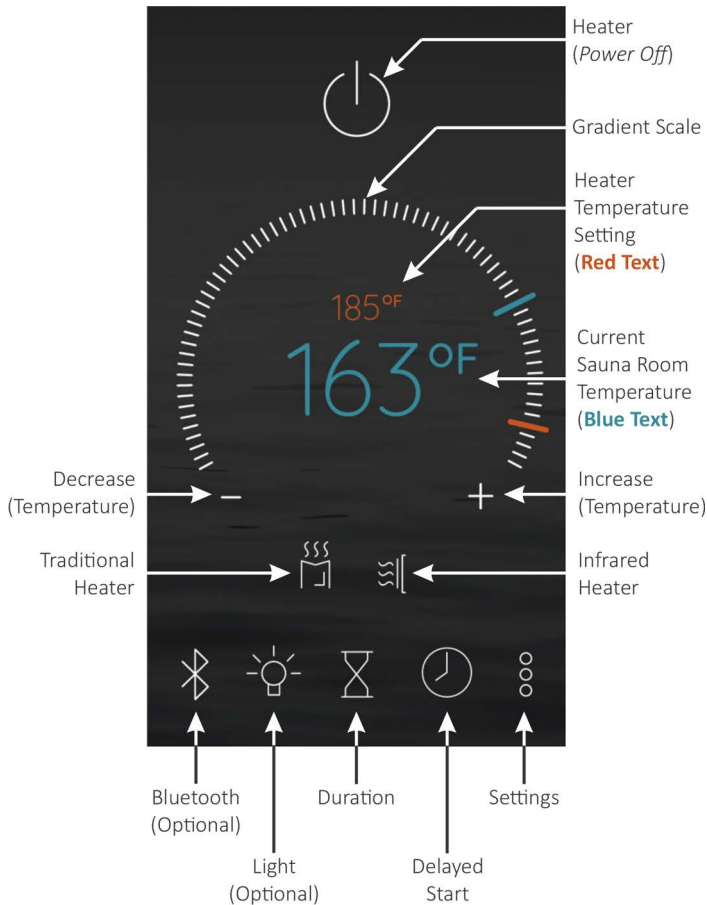 Heater
(Power Off)
Gradient Scale
Heater
Temperature
Setting
(Red Text)
185°F
163°F
Current
Sauna Room
Temperature
(Blue Text)
Decrease
(Temperature)
−
+
Increase
(Temperature)
Traditional
Heater
Infrared
Heater
Bluetooth
(Optional)
Duration
Settings
Light
(Optional)
Delayed
Start